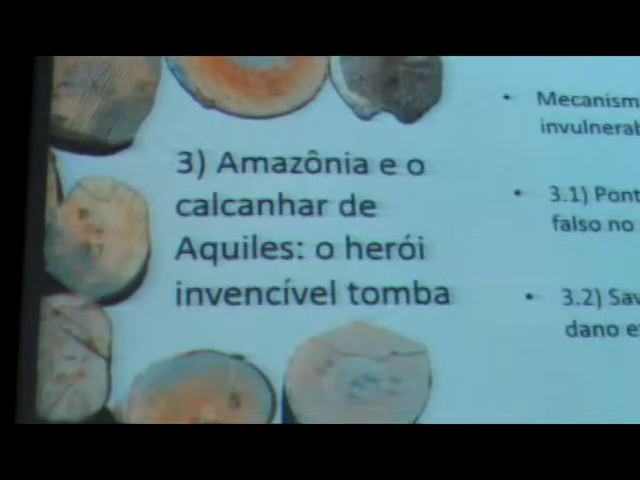 3) Amazônia e o
calcanhar de
Aquiles: o herói
invencível tomba
• Mecanism
invulnerab
• 3.1) Pont
falso no
• 3.2) Sav
dano e